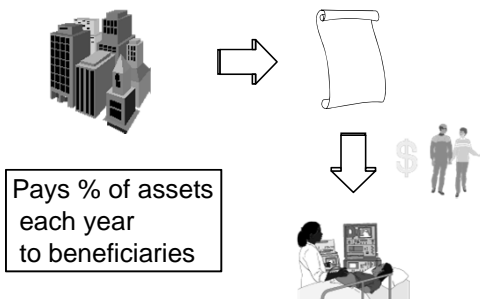 $
Pays % of assets
each year
to beneficiaries